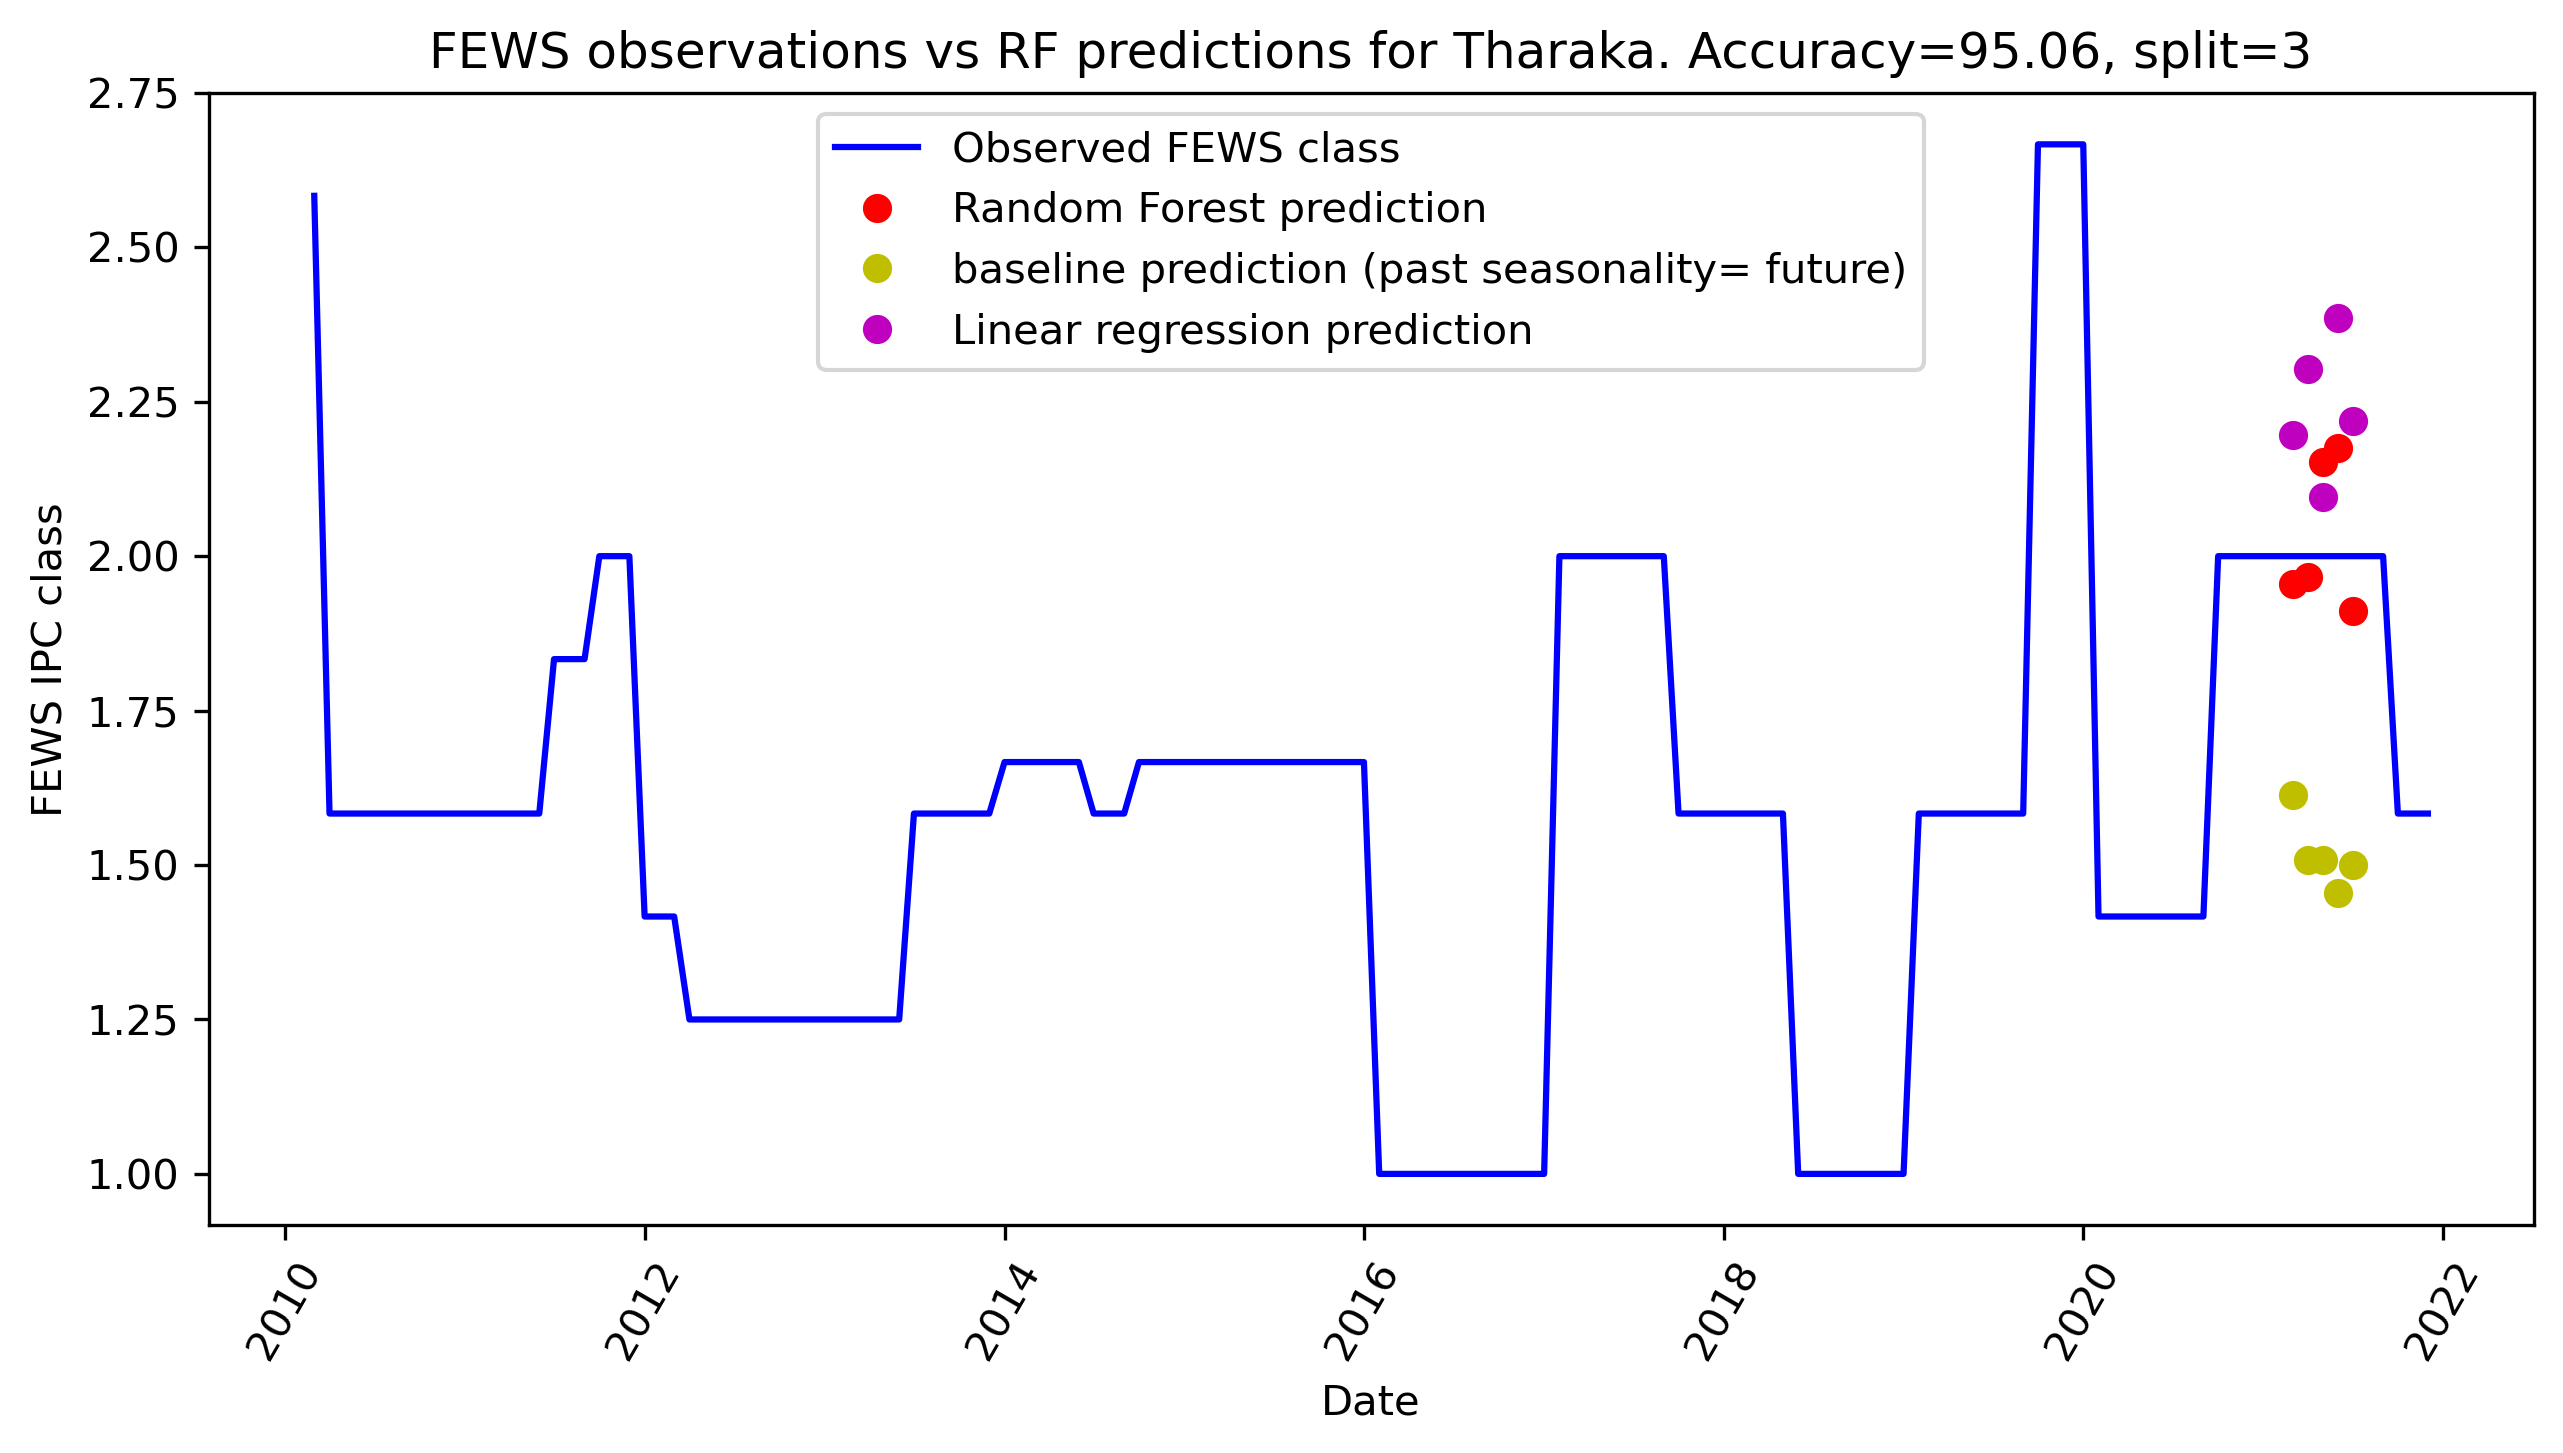 FEWS observations vs RF predictions for Tharaka. Accuracy=95.06, split=3
2.75
2.50
2.25
2.00
1.75
1.50
1.25
1.00
FEWS IPC class
Observed FEWS class
Random Forest prediction
baseline prediction (past seasonality= future)
Linear regression prediction
2010
2012
2014
2016
2018
2020
2022
Date